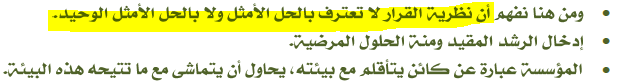 • ومن هنا نفهم أن نظرية القرار لا تعترف بالحل الأمثل ولا بالحل الأمثل الوحيد.
• إدخال الرشد المقيد ومنة الحلول المرضية.
• المؤسسة عبارة عن كائن يتأقلم مع بيئته، يحاول أن يتماشى مع ما تتيحه هذه البيئة.